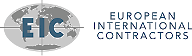 EIC
EUROPEAN
INTERNATIONAL
CONTRACTORS